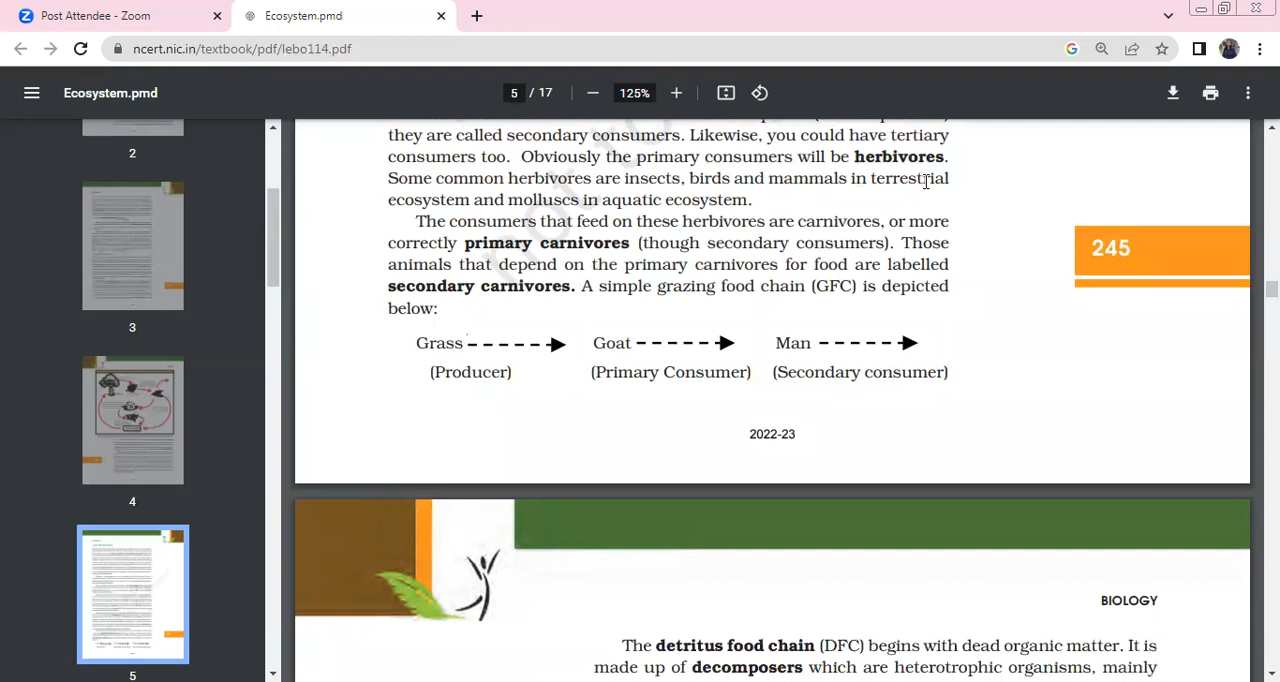 Post Attendee - Zoom
Ecosystem.pmd
ncert.nic.in/textbook/pdf/lebo114.pdf
Ecosystem.pmd
5 / 17
125%
2
3
4
5
they are called secondary consumers. Likewise, you could have tertiary
consumers too. Obviously the primary consumers will be herbivores.
Some common herbivores are insects, birds and mammals in terrestrial
ecosystem and molluscs in aquatic ecosystem.
The consumers that feed on these herbivores are carnivores, or more
correctly primary carnivores (though secondary consumers). Those
animals that depend on the primary carnivores for food are labelled
secondary carnivores. A simple grazing food chain (GFC) is depicted
below:
245
Grass Goat Man
(Producer) (Primary Consumer) (Secondary consumer)
2022-23
BIOLOGY
The detritus food chain (DFC) begins with dead organic matter. It is
made up of decomposers which are heterotrophic organisms, mainly